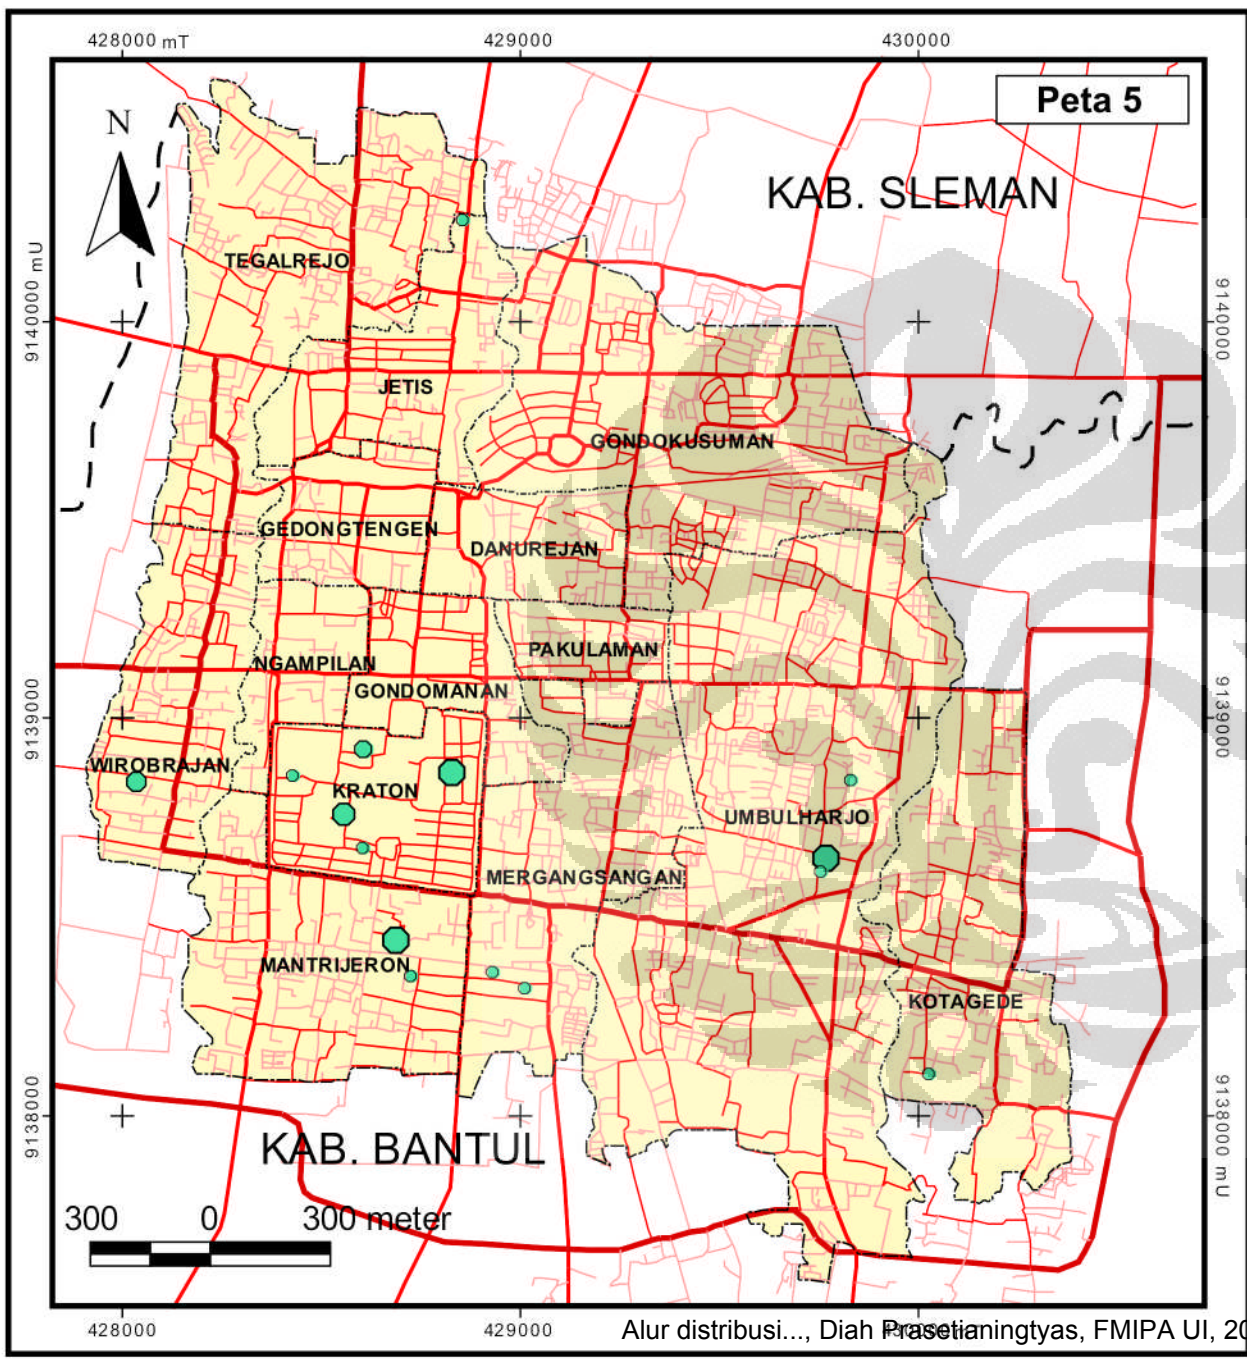 428000 mT
429000
430000
Peta 5
N
KAB. SLEMAN
TEGALREJO
9140000 mU
9140000
JETIS
GONDOKUSUMAN
GEDONGTENGEN
DANUREJAN
NGAMPILAN
PAKULAMAN
GONDOMANAN
9139000
9139000
WIROBRAJAN
KRATON
UMBULHARJO
MERGANGSANGAN
MANTRIJERON
KOTAGEDE
9138000
9138000 mU
KAB. BANTUL
300 0 300 meter
428000
429000
Alur distribusi..., Diah Prasetianingtyas, FMIPA UI, 20